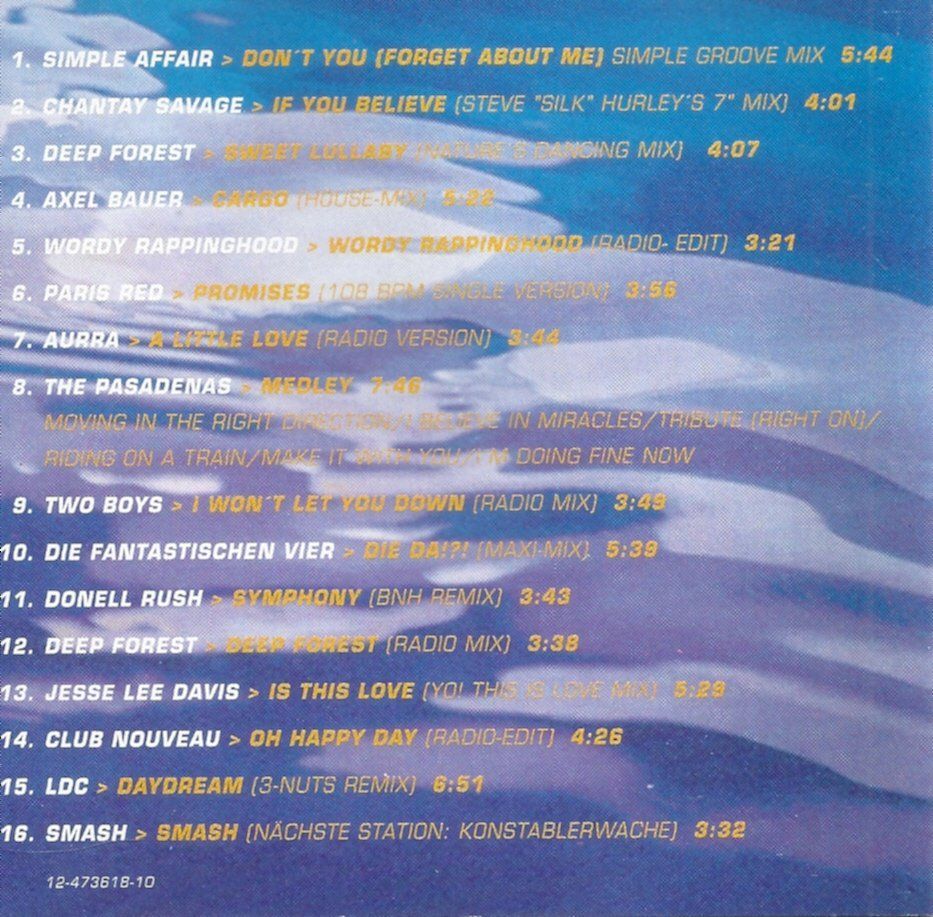 1. SIMPLE AFFAIR > DON´T YOU (FORGET ABOUT ME) SIMPLE GROOVE MIX 5:44
2. CHANTAY SAVAGE > IF YOU BELIEVE (STEVE "SILK" HURLEY´S 7" MIX) 4:01
3. DEEP FOREST > SWEET LULLABY (NATURE´S DANCING MIX) 4:07
4. AXEL BAUER > CARGO (HOUSE-MIX) 5:22
5. WORDY RAPPINGHOOD > WORDY RAPPINGHOOD (RADIO- EDIT) 3:21
6. PARIS RED > PROMISES (108 BPM SINGLE VERSION) 3:56
7. AURRA > A LITTLE LOVE (RADIO VERSION) 3:44
8. THE PASADENAS > MEDLEY 7:46
MOVING IN THE RIGHT DIRECTION/I BELIEVE IN MIRACLES/TRIBUTE (RIGHT ON)/
RIDING ON A TRAIN/MAKE IT WITH YOU/I´M DOING FINE NOW
9. TWO BOYS > I WON´T LET YOU DOWN (RADIO MIX) 3:49
10. DIE FANTASTISCHEN VIER > DIE DA!?! (MAXI-MIX) 5:39
11. DONELL RUSH > SYMPHONY (BNH REMIX) 3:43
12. DEEP FOREST > DEEP FOREST (RADIO MIX) 3:38
13. JESSE LEE DAVIS > IS THIS LOVE (YO! THIS IS LOVE MIX) 5:29
14. CLUB NOUVEAU > OH HAPPY DAY (RADIO-EDIT) 4:26
15. LDC > DAYDREAM (3-NUTS REMIX) 6:51
16. SMASH > SMASH (NÄCHSTE STATION: KONSTABLERWACHE) 3:32
12-473618-10